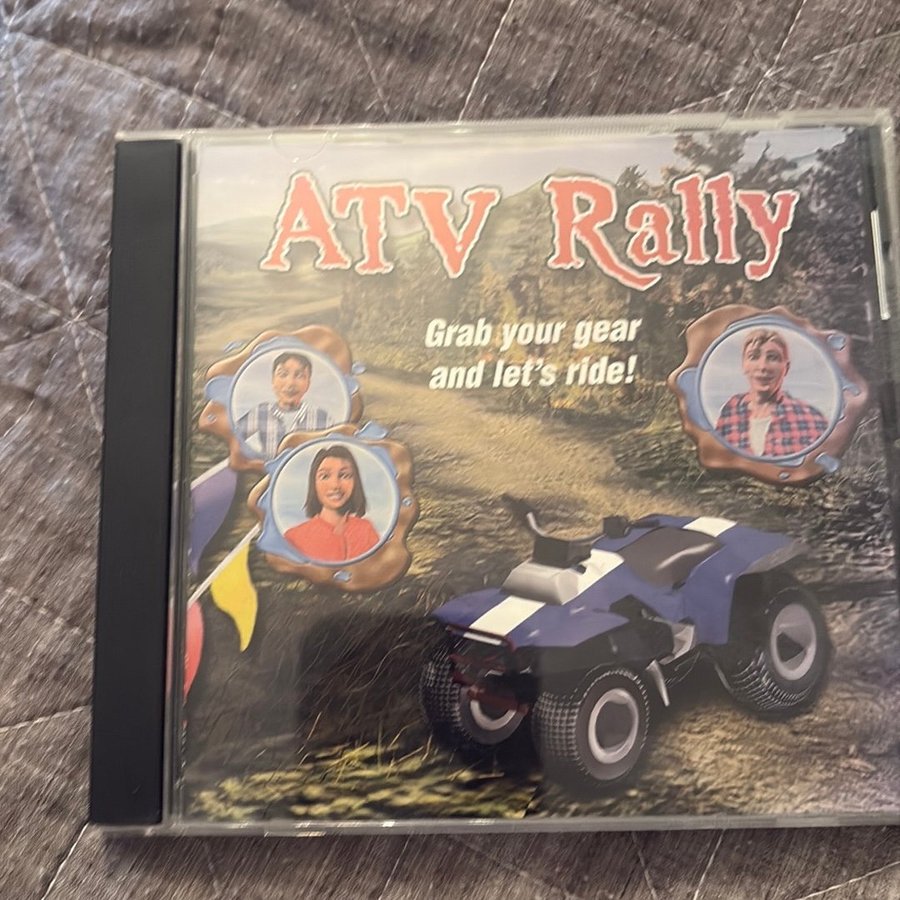 ATV Rally
Grab your gear
and let's ride!